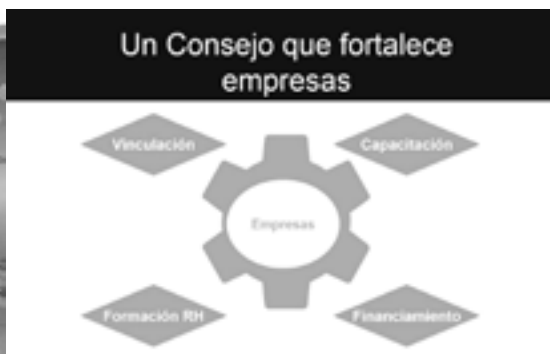 Un Consejo que fortalece
empresas
Vinculación
Capacitación
Empresas
Formación RH
Financiamiento